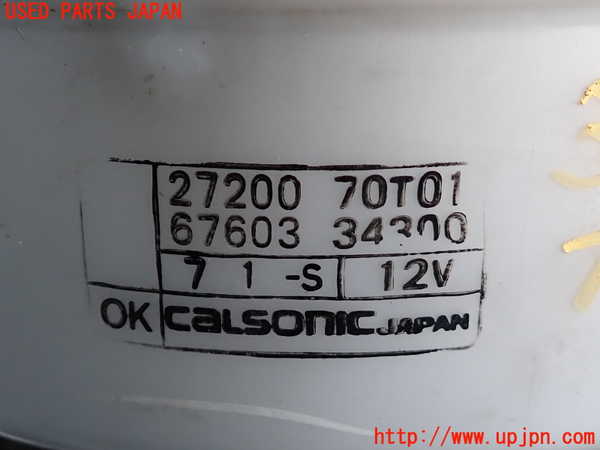 USED PARTS JAPAN
27200 70T01
67603 34300
7 1 -S 12V
OK CALSONIC JAPAN
http://www.upjpn.com/